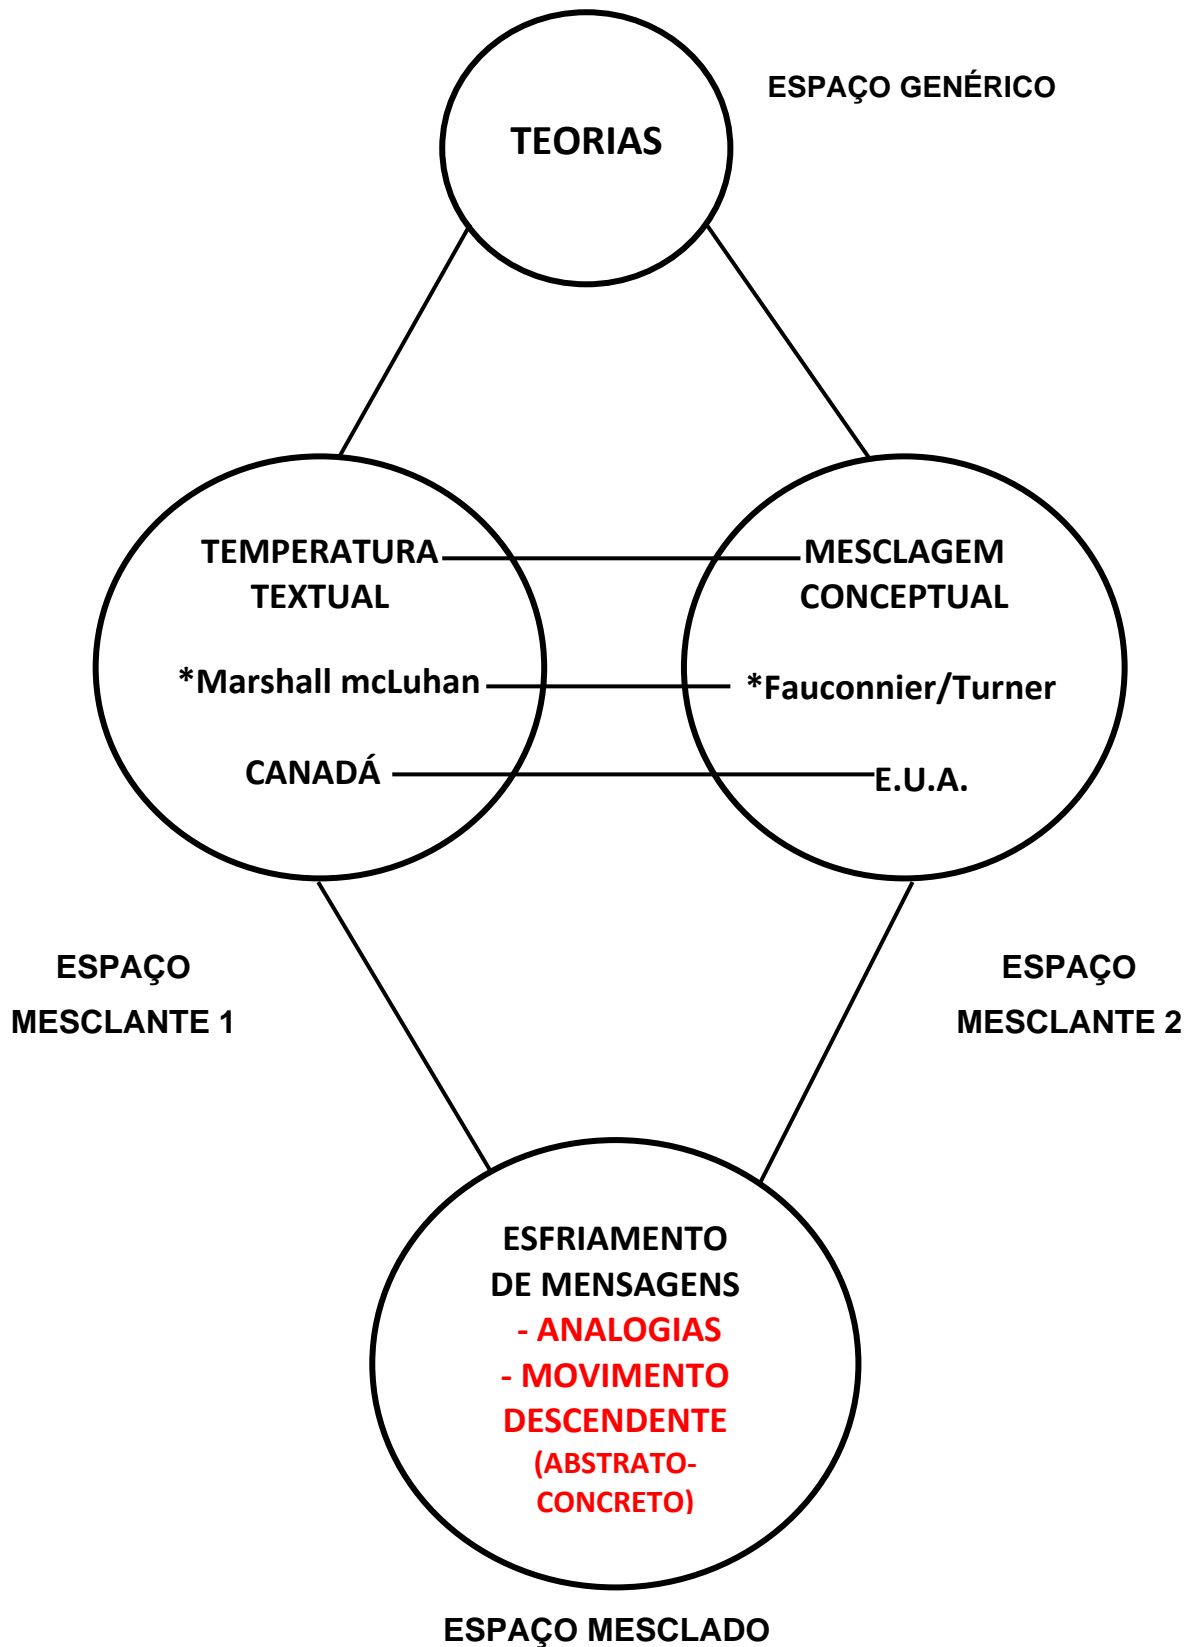 ESPAÇO GENÉRICO
TEORIAS
TEMPERATURA
TEXTUAL
*Marshall mcLuhan
CANADÁ
MESCLAGEM
CONCEPTUAL
*Fauconnier/Turner
E.U.A.
ESPAÇO
MESCLANTE 1
ESPAÇO
MESCLANTE 2
ESFRIAMENTO
DE MENSAGENS
- ANALOGIAS
- MOVIMENTO
DESCENDENTE
(ABSTRATO-
CONCRETO)
ESPAÇO MESCLADO